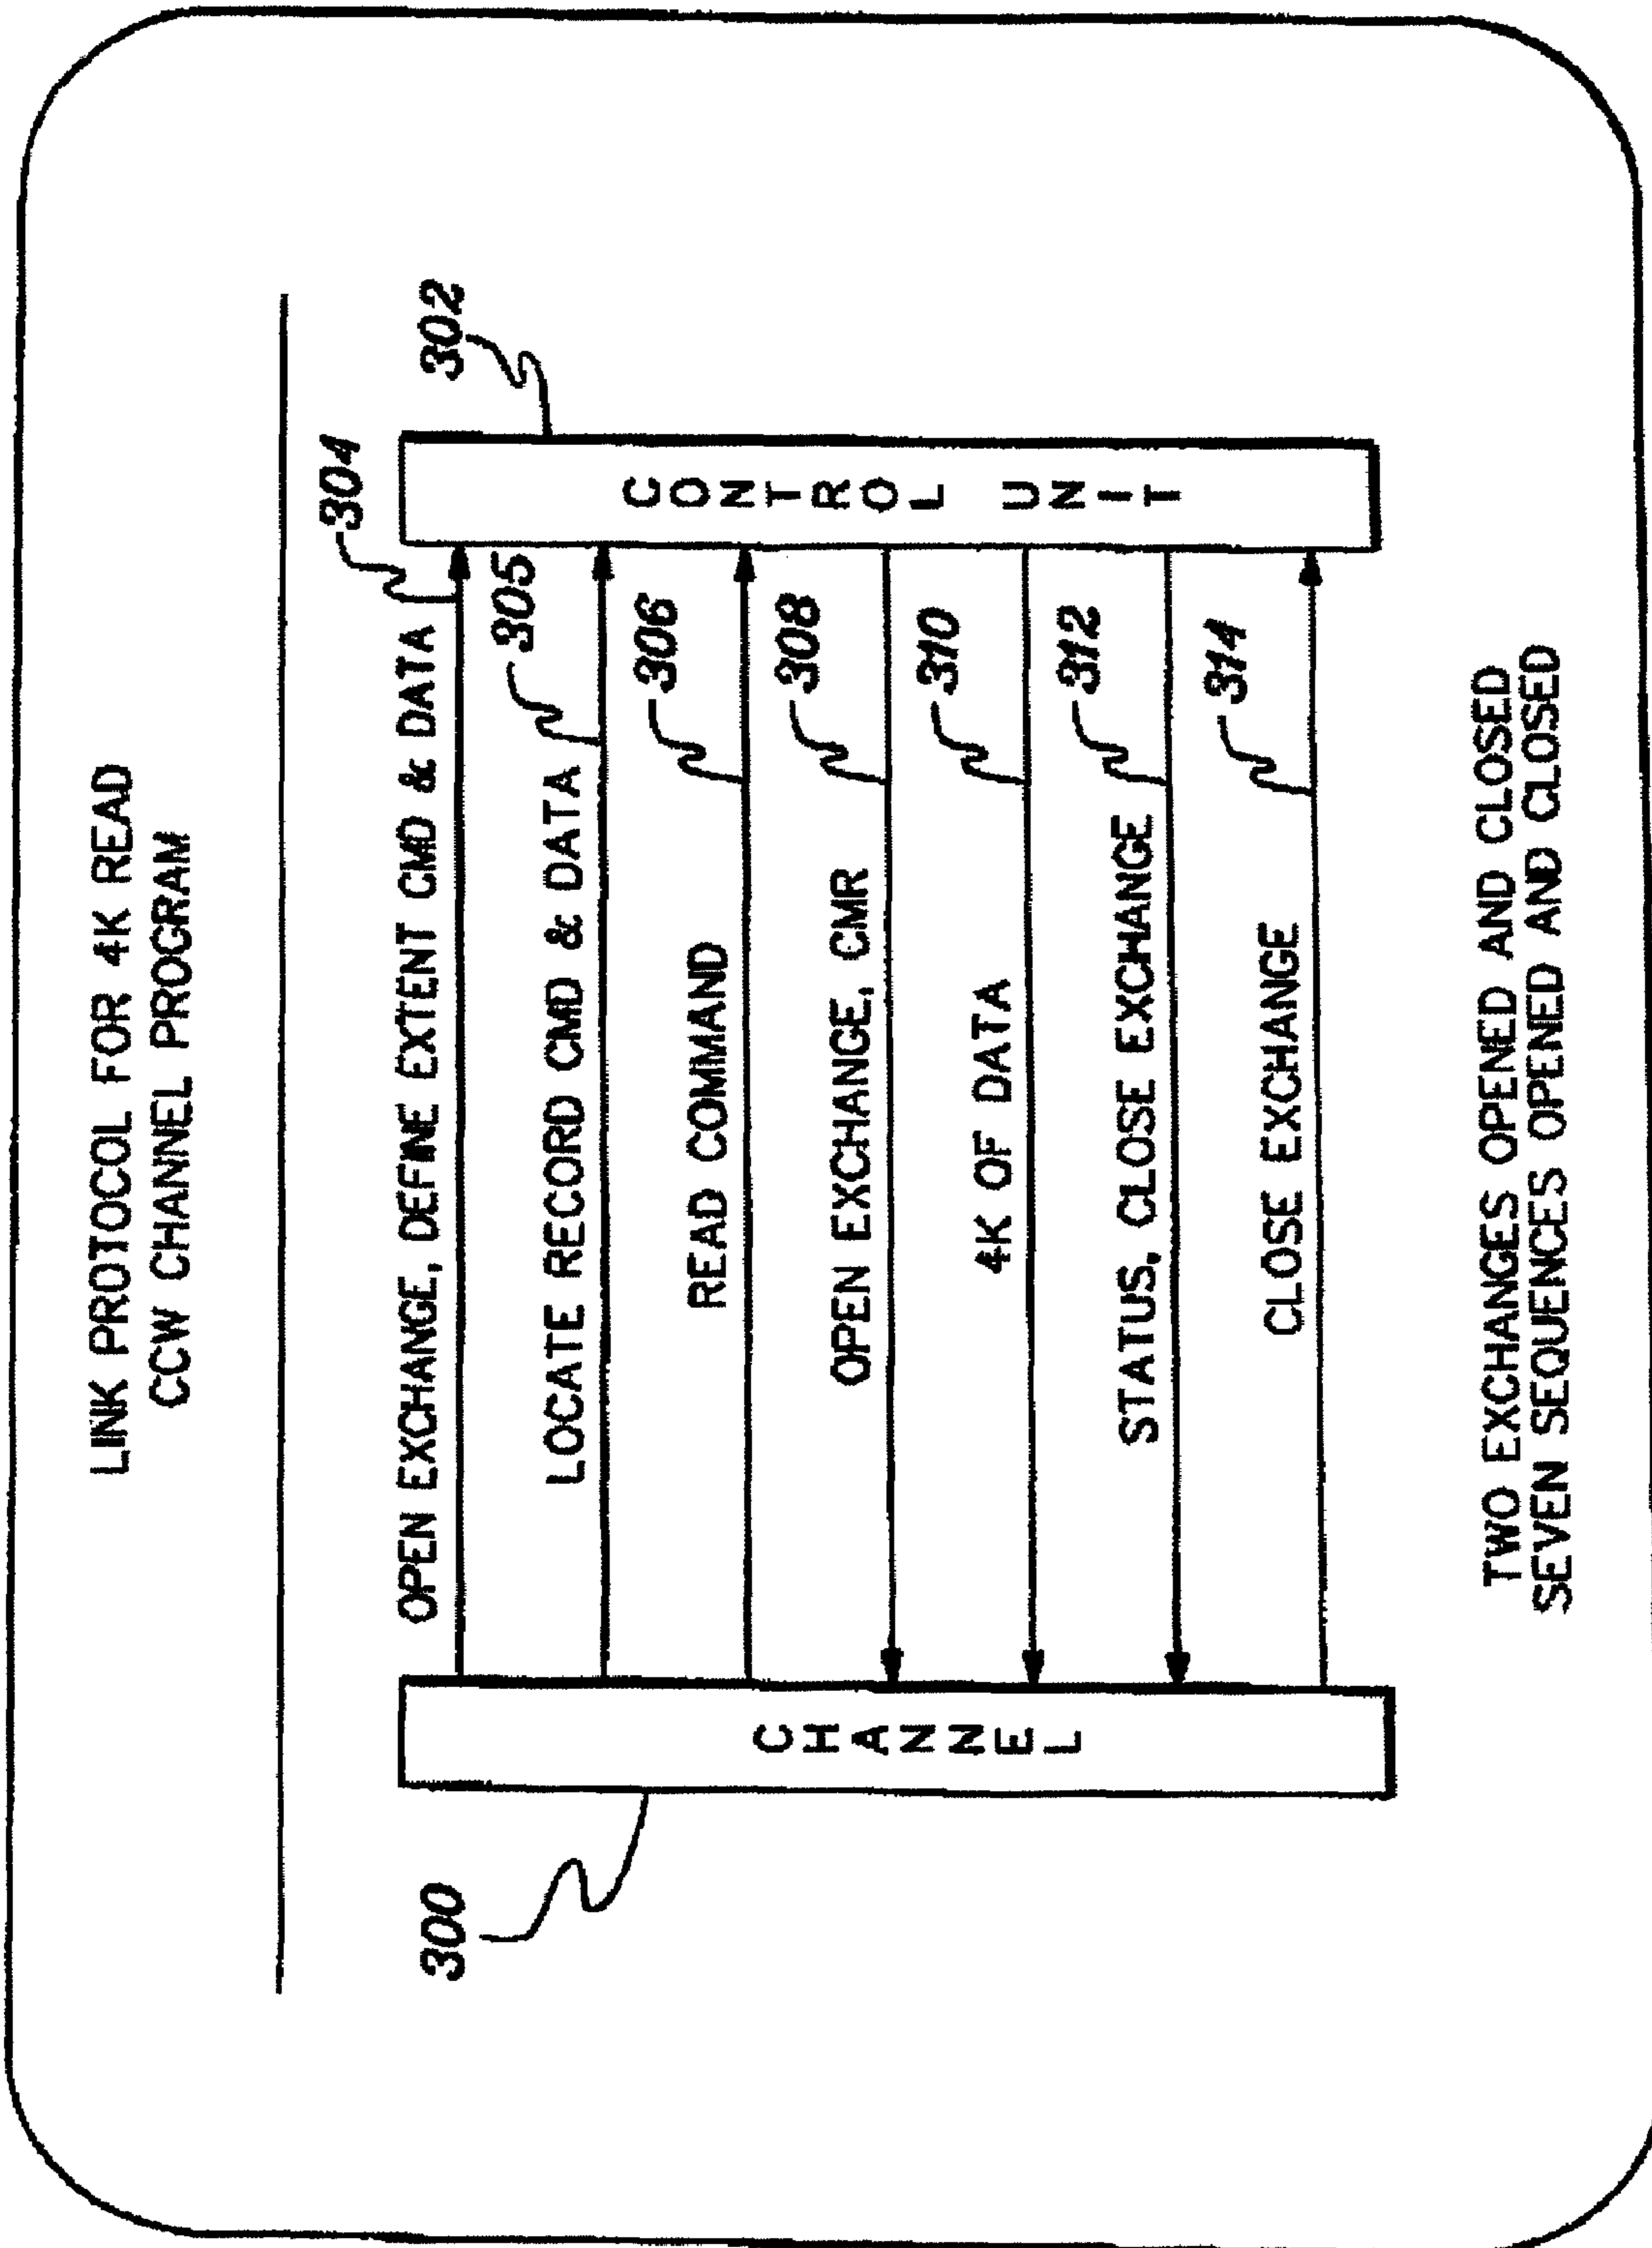 LINK PROTOCOL FOR 4K READ
CCW CHANNEL PROGRAM
300
CHANNEL
302
CONTROL UNIT
OPEN EXCHANGE, DEFINE EXTENT CMD & DATA
304
LOCATE RECORD CMD & DATA
305
READ COMMAND
306
OPEN EXCHANGE, CMR
308
4K OF DATA
310
STATUS, CLOSE EXCHANGE
312
CLOSE EXCHANGE
314
TWO EXCHANGES OPENED AND CLOSED
SEVEN SEQUENCES OPENED AND CLOSED